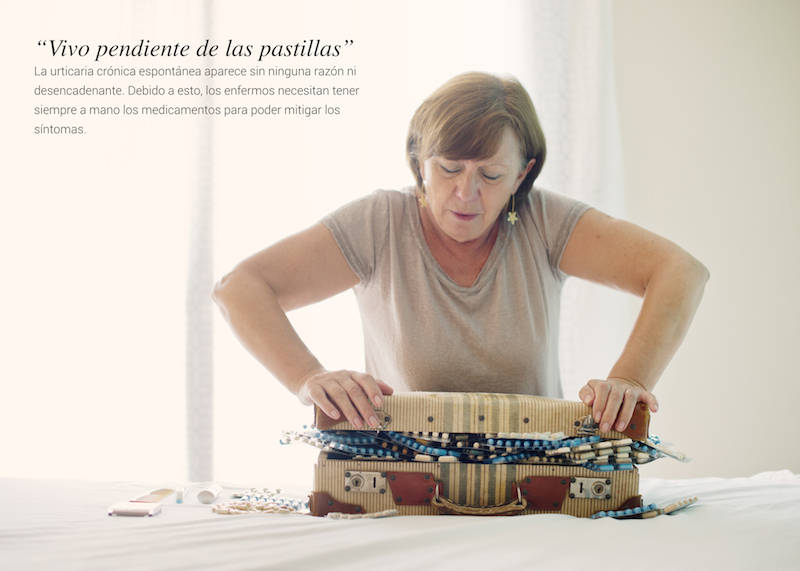 “Vivo pendiente de las pastillas”
La urticaria crónica espontánea aparece sin ninguna razón ni
desencadenante. Debido a esto, los enfermos necesitan tener
siempre a mano los medicamentos para poder mitigar los
síntomas.